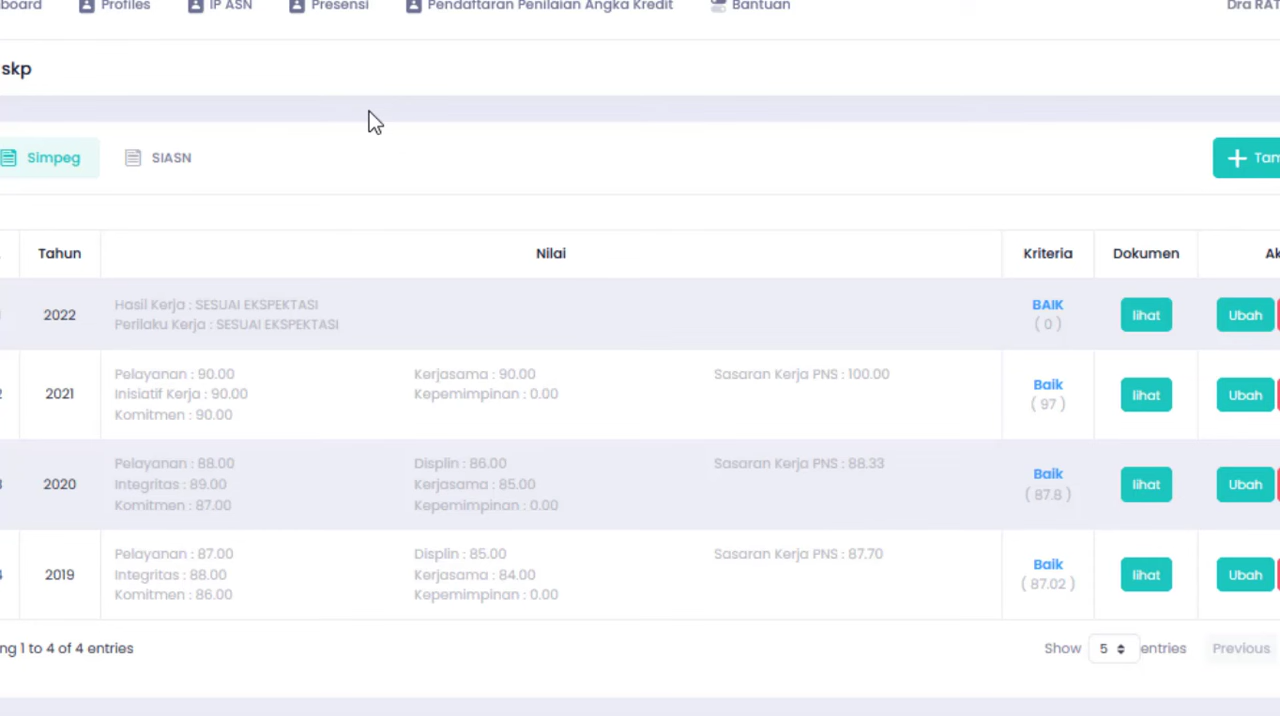 board Profiles IP ASN Presensi Pendaftaran Penilaian Angka Kredit Bantuan Dra RAT
skp
Simpeg SIASN Tam
Tahun Nilai Kriteria Dokumen Ak
2022 Hasil Kerja : SESUAI EKSPEKTASI BAIK lihat Ubah
Perilaku Kerja : SESUAI EKSPEKTASI ( 0 )
Pelayanan : 90.00 Kerjasama : 90.00 Sasaran Kerja PNS : 100.00
2021 Inisiatif Kerja : 90.00 Kepemimpinan : 0.00 Baik lihat Ubah
Komitmen : 90.00 ( 97 )
Pelayanan : 88.00 Displin : 86.00 Sasaran Kerja PNS : 88.33
2020 Integritas : 89.00 Kerjasama : 85.00 Baik lihat Ubah
Komitmen : 87.00 Kepemimpinan : 0.00 ( 87.8 )
Pelayanan : 87.00 Displin : 85.00 Sasaran Kerja PNS : 87.70
2019 Integritas : 88.00 Kerjasama : 84.00 Baik lihat Ubah
Komitmen : 86.00 Kepemimpinan : 0.00 ( 87.02 )
ng 1 to 4 of 4 entries Show 5 entries Previous